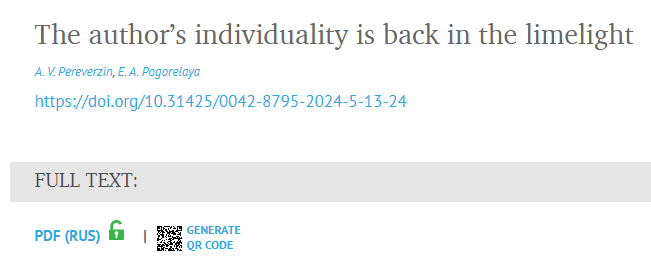 The author’s individuality is back in the limelight
A. V. Pereverzin, E. A. Pogorelaya
https://doi.org/10.31425/0042-8795-2024-5-13-24
FULL TEXT:
PDF (RUS) | GENERATE
QR CODE